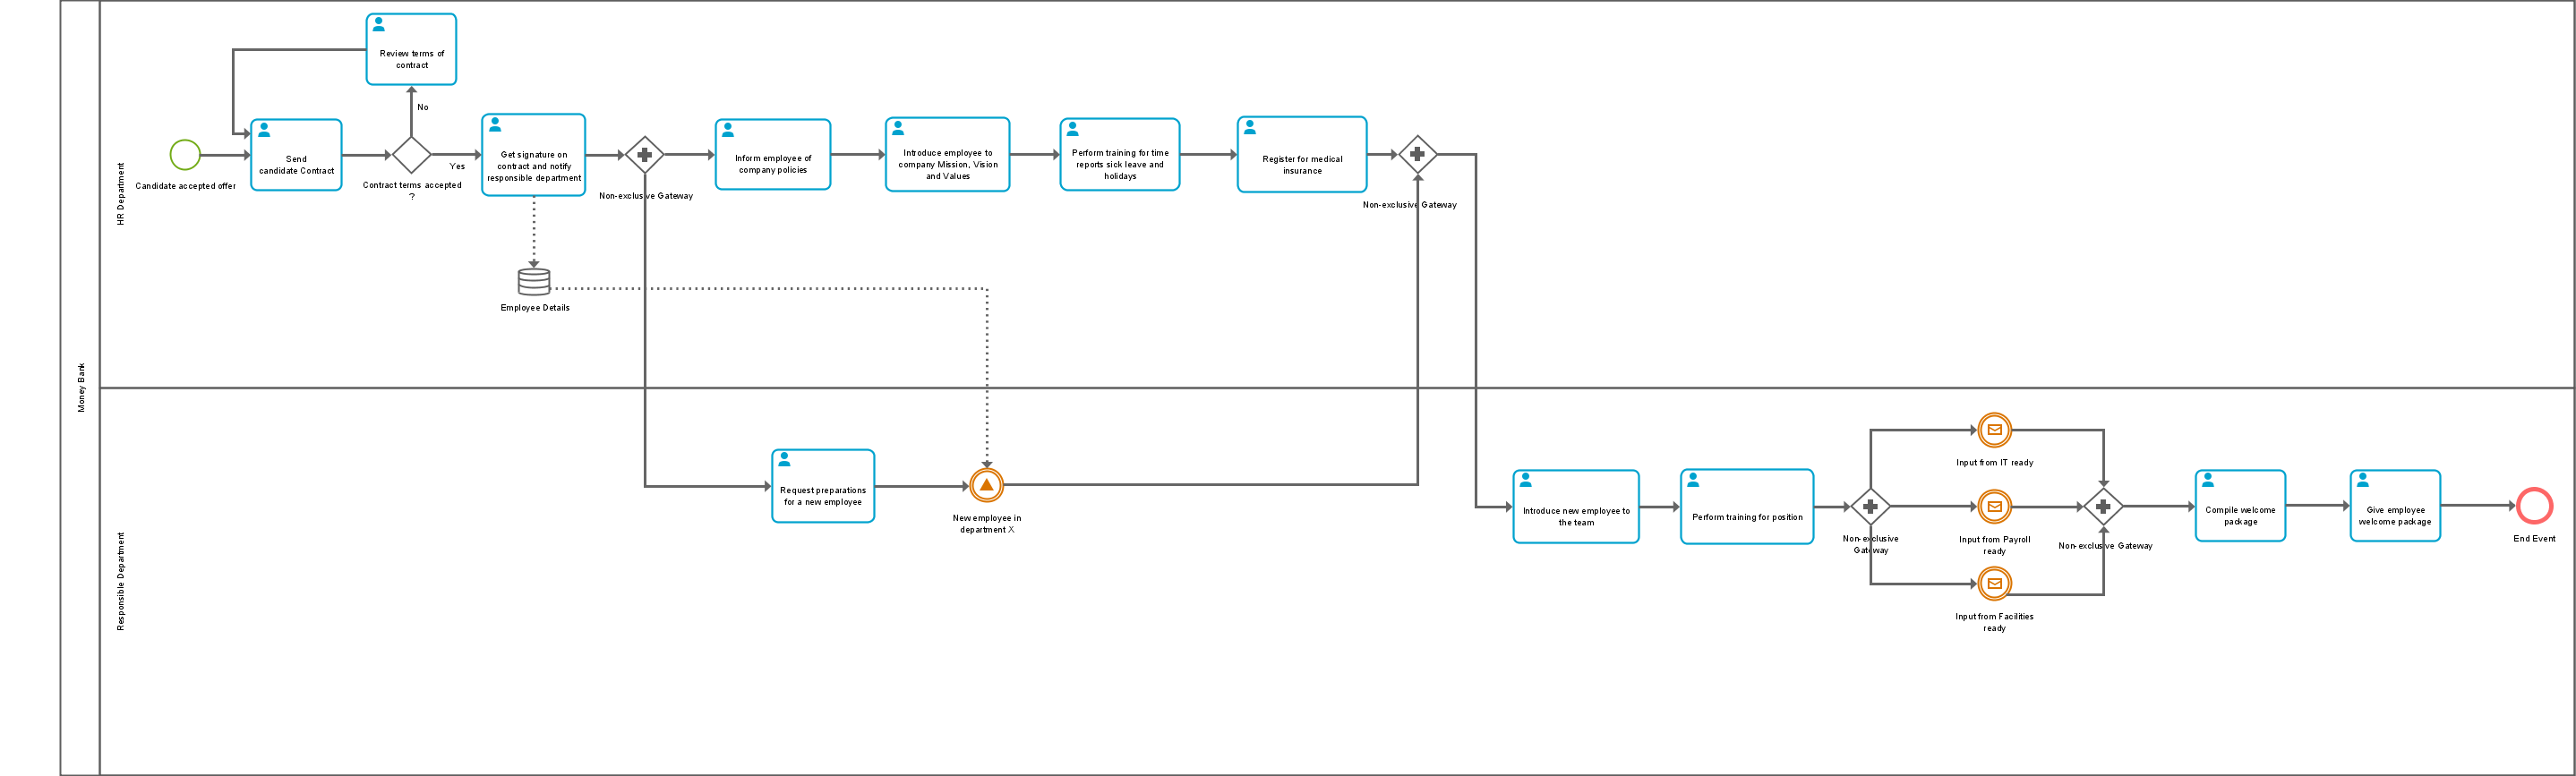 Money Bank
HR Department
Review terms of
contract
No
Candidate accepted offer
Send
candidate Contract
Contract terms accepted
?
Yes
Get signature on
contract and notify
responsible department
Non-exclusive Gateway
Inform employee of
company policies
Introduce employee to
company Mission, Vision
and Values
Perform training for time
reports sick leave and
holidays
Register for medical
insurance
Non-exclusive Gateway
Employee Details
Responsible Department
Request preparations
for a new employee
New employee in
department X
Introduce new employee to
the team
Perform training for position
Non-exclusive
Gateway
Input from IT ready
Input from Payroll
ready
Input from Facilities
ready
Non-exclusive Gateway
Compile welcome
package
Give employee
welcome package
End Event